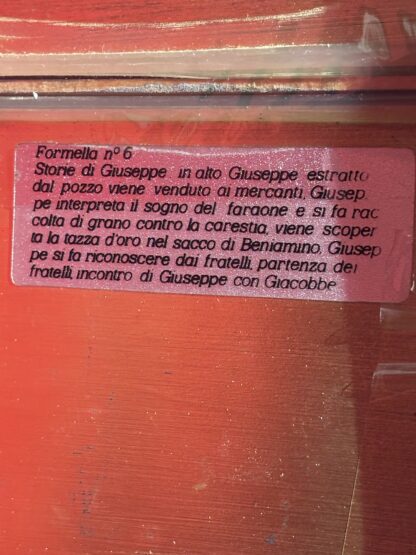 Formella n° 6
Storie di Giuseppe in alto Giuseppe estratto
dal pozzo viene venduto ai mercanti, Giusep
pe interpreta il sogno del faraone e si fa rac
colta di grano contro la carestia, viene scoper
ta la tazza d'oro nel sacco di Beniamino. Giusep
pe si fa riconoscere dai fratelli, partenza dei
fratelli, incontro di Giuseppe con Giacobbe